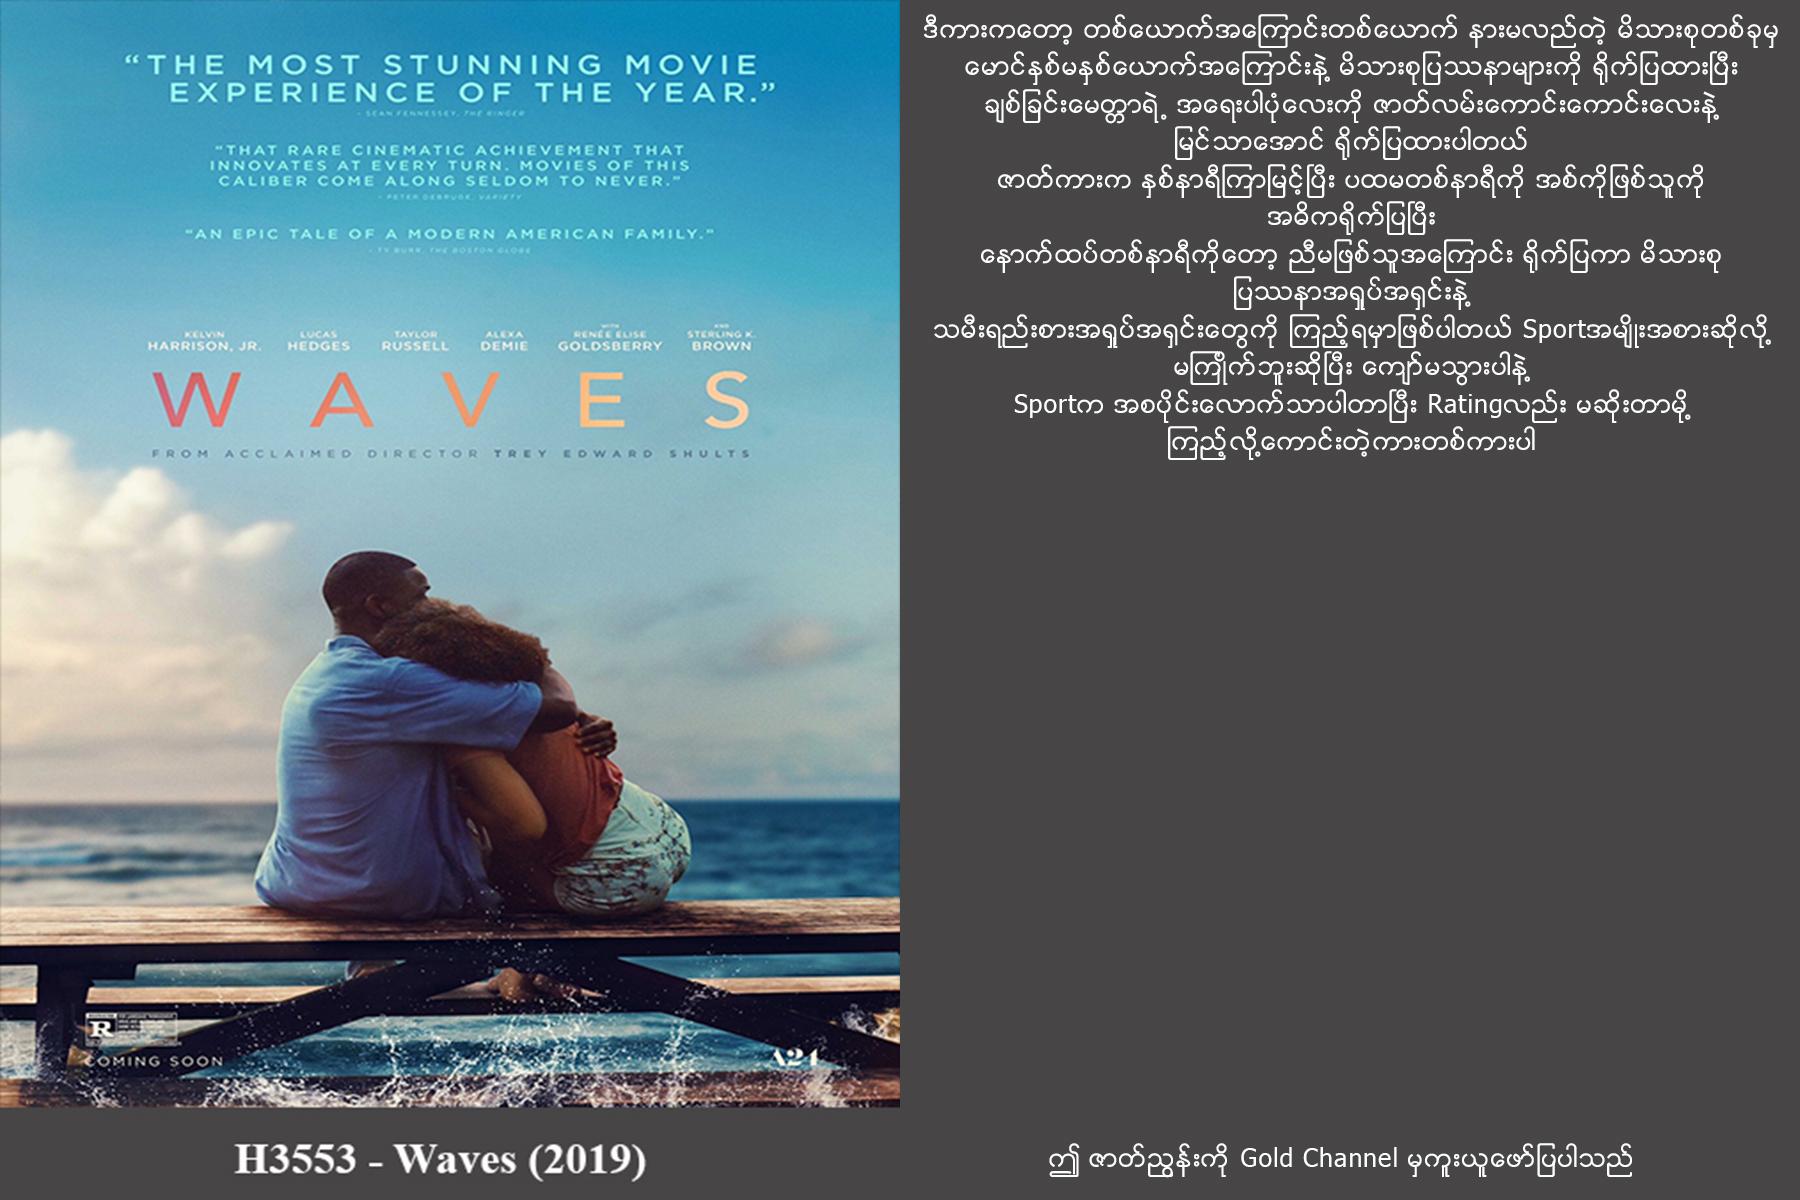 “THE MOST STUNNING MOVIE
EXPERIENCE OF THE YEAR.”
- SEAN FENNESSEY, THE RINGER
“THAT RARE CINEMATIC ACHIEVEMENT THAT
INNOVATES AT EVERY TURN. MOVIES OF THIS
CALIBER COME ALONG SELDOM TO NEVER.”
- PETER DEBRUGE, VARIETY
“AN EPIC TALE OF A MODERN AMERICAN FAMILY.”
- TY BURR, THE BOSTON GLOBE
KELVIN HARRISON, JR. LUCAS HEDGES TAYLOR RUSSELL ALEXA DEMIE WITH RENÉE ELISE GOLDSBERRY AND STERLING K. BROWN
WAVES
FROM ACCLAIMED DIRECTOR TREY EDWARD SHULTS
R
COMING SOON
A24
H3553 - Waves (2019)
ဒီကားကတော့ တစ်ယောက်အကြောင်းတစ်ယောက် နားမလည်တဲ့ မိသားစုတစ်ခုမှ
မောင်နှစ်မနှစ်ယောက်အကြောင်းနဲ့ မိသားစုပြဿနာများကို ရိုက်ပြထားပြီး
ချစ်ခြင်းမေတ္တာရဲ့ အရေးပါပုံလေးကို ဇာတ်လမ်းကောင်းကောင်းလေးနဲ့
မြင်သာအောင် ရိုက်ပြထားပါတယ်
ဇာတ်ကားက နှစ်နာရီကြာမြင့်ပြီး ပထမတစ်နာရီကို အစ်ကိုဖြစ်သူကို
အဓိကရိုက်ပြပြီး
နောက်ထပ်တစ်နာရီကိုတော့ ညီမဖြစ်သူအကြောင်း ရိုက်ပြကာ မိသားစု
ပြဿနာအရှုပ်အရှင်းနဲ့
သမီးရည်းစားအရှုပ်အရှင်းတွေကို ကြည့်ရမှာဖြစ်ပါတယ် Sportအမျိုးအစားဆိုလို့
မကြိုက်ဘူးဆိုပြီး ကျော်မသွားပါနဲ့
Sportက အစပိုင်းလောက်သာပါတာပြီး Ratingလည်း မဆိုးတာမို့
ကြည့်လို့ကောင်းတဲ့ကားတစ်ကားပါ
ဤ ဇာတ်ညွှန်းကို Gold Channel မှကူးယူဖော်ပြပါသည်